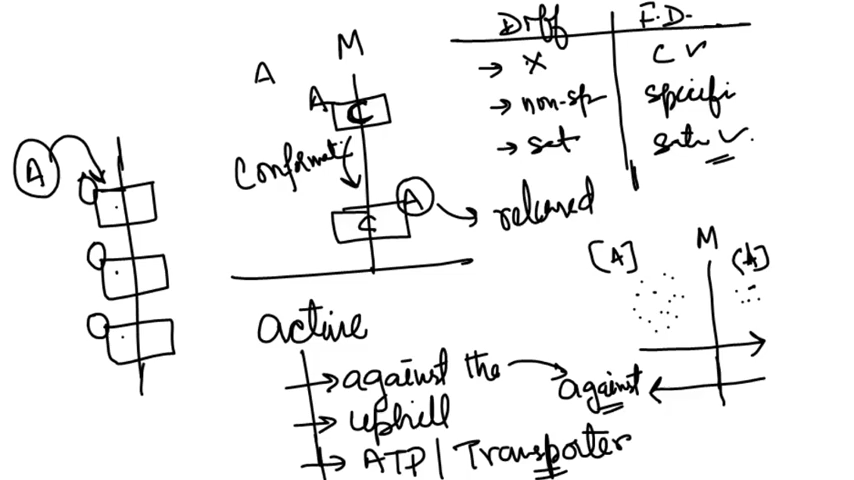 Diff F.D.
→ X C ✓
→ non-sp specifi
→ sat satu ✓
A M
A C
Conformati
C A → released
A
[A] M [A]
active
→ against the → against
→ uphill
→ ATP | Transporter